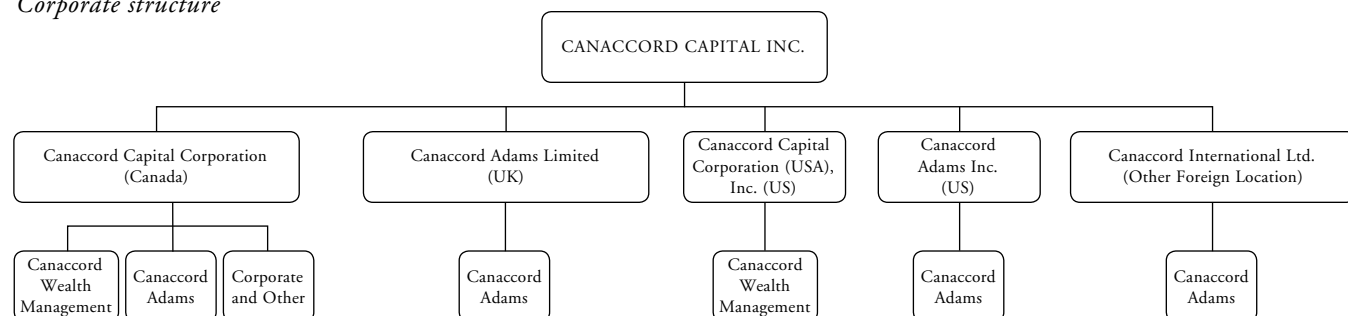 Corporate structure
CANACCORD CAPITAL INC.
Canaccord Capital Corporation
(Canada)
Canaccord Adams Limited
(UK)
Canaccord Capital
Corporation (USA),
Inc. (US)
Canaccord
Adams Inc.
(US)
Canaccord International Ltd.
(Other Foreign Location)
Canaccord
Wealth
Management
Canaccord
Adams
Corporate
and Other
Canaccord
Adams
Canaccord
Wealth
Management
Canaccord
Adams
Canaccord
Adams